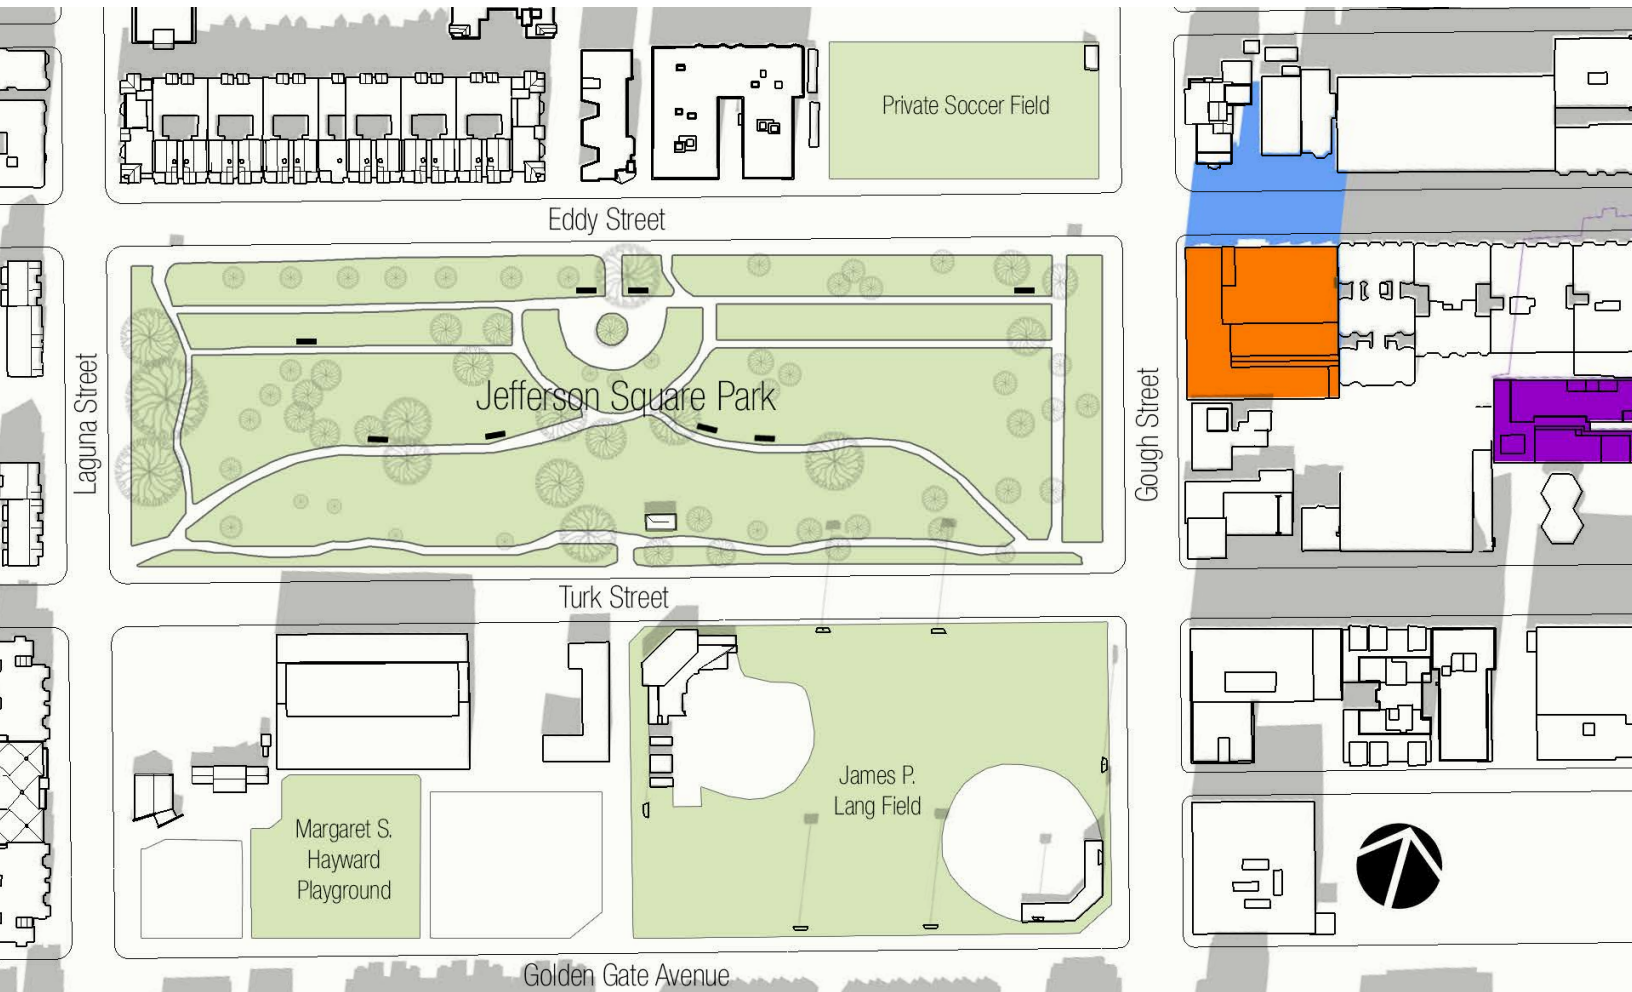 Private Soccer Field
Eddy Street
Jefferson Square Park
Laguna Street
Gough Street
Turk Street
James P.
Lang Field
Margaret S.
Hayward
Playground
Golden Gate Avenue